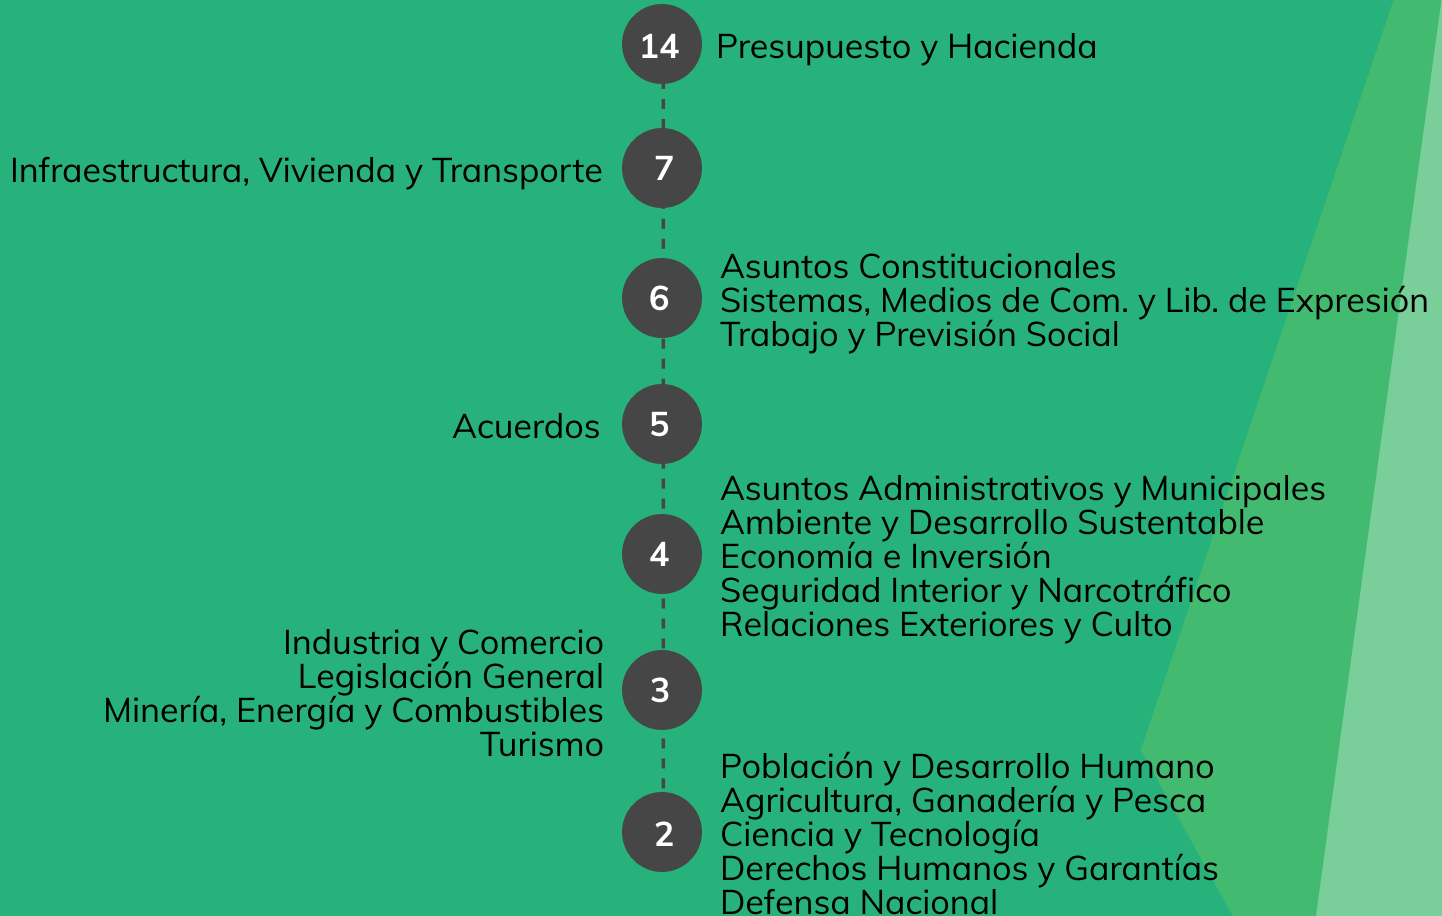 14
Presupuesto y Hacienda
Infraestructura, Vivienda y Transporte
7
6
Asuntos Constitucionales
Sistemas, Medios de Com. y Lib. de Expresión
Trabajo y Previsión Social
Acuerdos
5
4
Asuntos Administrativos y Municipales
Ambiente y Desarrollo Sustentable
Economía e Inversión
Seguridad Interior y Narcotráfico
Relaciones Exteriores y Culto
Industria y Comercio
Legislación General
Minería, Energía y Combustibles
Turismo
3
2
Población y Desarrollo Humano
Agricultura, Ganadería y Pesca
Ciencia y Tecnología
Derechos Humanos y Garantías
Defensa Nacional